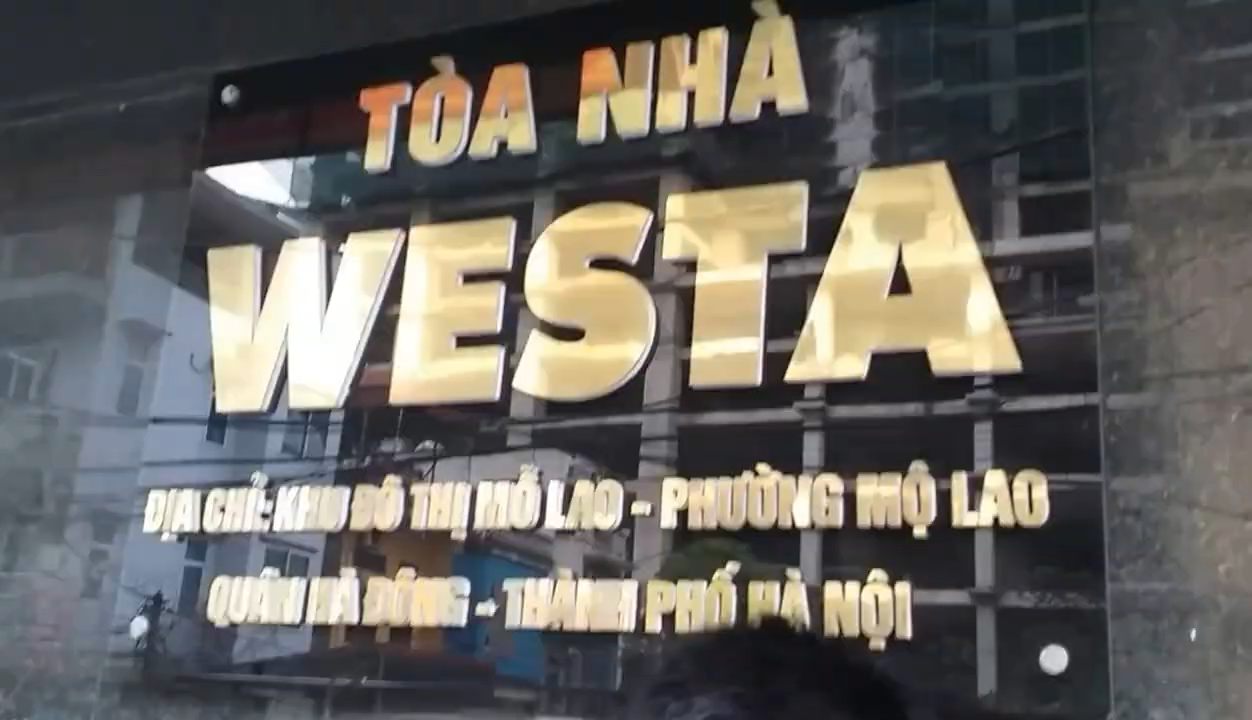 TÒA NHÀ
WESTA
ĐỊA CHỈ: KHU ĐÔ THỊ MỖ LAO - PHƯỜNG MỘ LAO
QUẬN HÀ ĐÔNG - THÀNH PHỐ HÀ NỘI